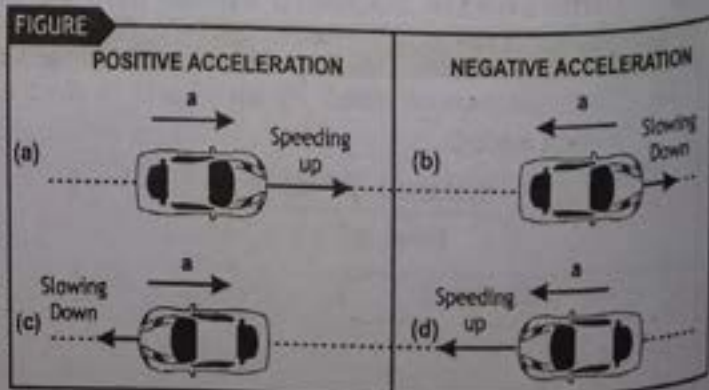 FIGURE
POSITIVE ACCELERATION
NEGATIVE ACCELERATION
(a)
a
Speeding
up
(b)
a
Slowing
Down
(c)
Slowing
Down
a
(d)
Speeding
up
a